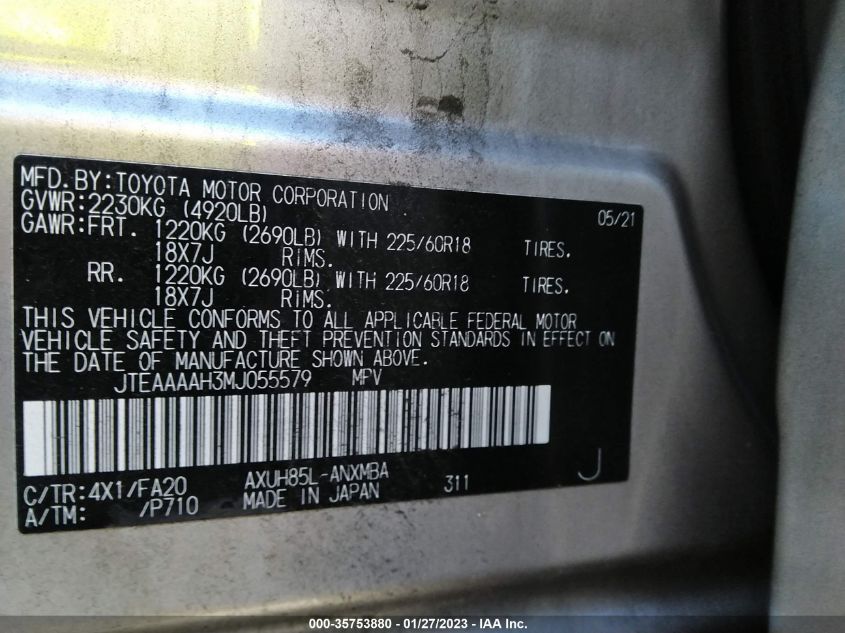 MFD.BY:TOYOTA MOTOR CORPORATION 05/21
GVWR:2230KG (4920LB)
GAWR:FRT. 1220KG (2690LB) WITH 225/60R18 TIRES.
18X7J RIMS.
RR. 1220KG (2690LB) WITH 225/60R18 TIRES.
18X7J RIMS.
THIS VEHICLE CONFORMS TO ALL APPLICABLE FEDERAL MOTOR
VEHICLE SAFETY AND THEFT PREVENTION STANDARDS IN EFFECT ON
THE DATE OF MANUFACTURE SHOWN ABOVE.
JTEAAAAH3MJ055579 MPV
C/TR:4X1/FA20 AXUH85L-ANXMBA J
A/TM: /P710 MADE IN JAPAN 311
000-35753880 - 01/27/2023 - IAA Inc.